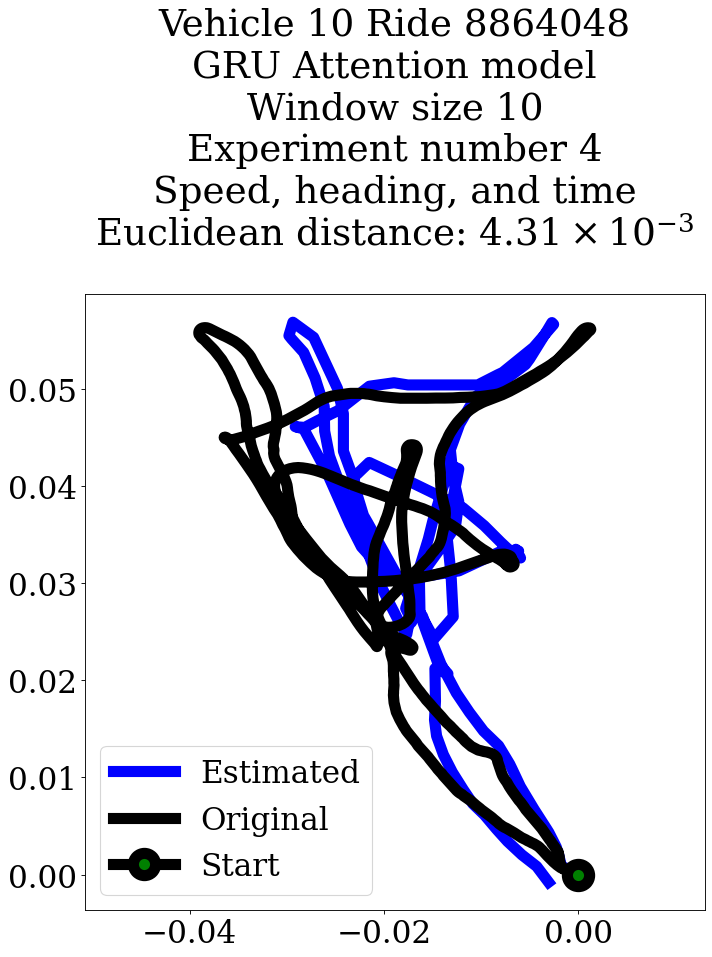 Vehicle 10 Ride 8864048
GRU Attention model
Window size 10
Experiment number 4
Speed, heading, and time
Euclidean distance: 4.31 × 10⁻³
0.05
0.04
0.03
0.02
0.01
0.00
Estimated
Original
Start
−0.04 −0.02 0.00